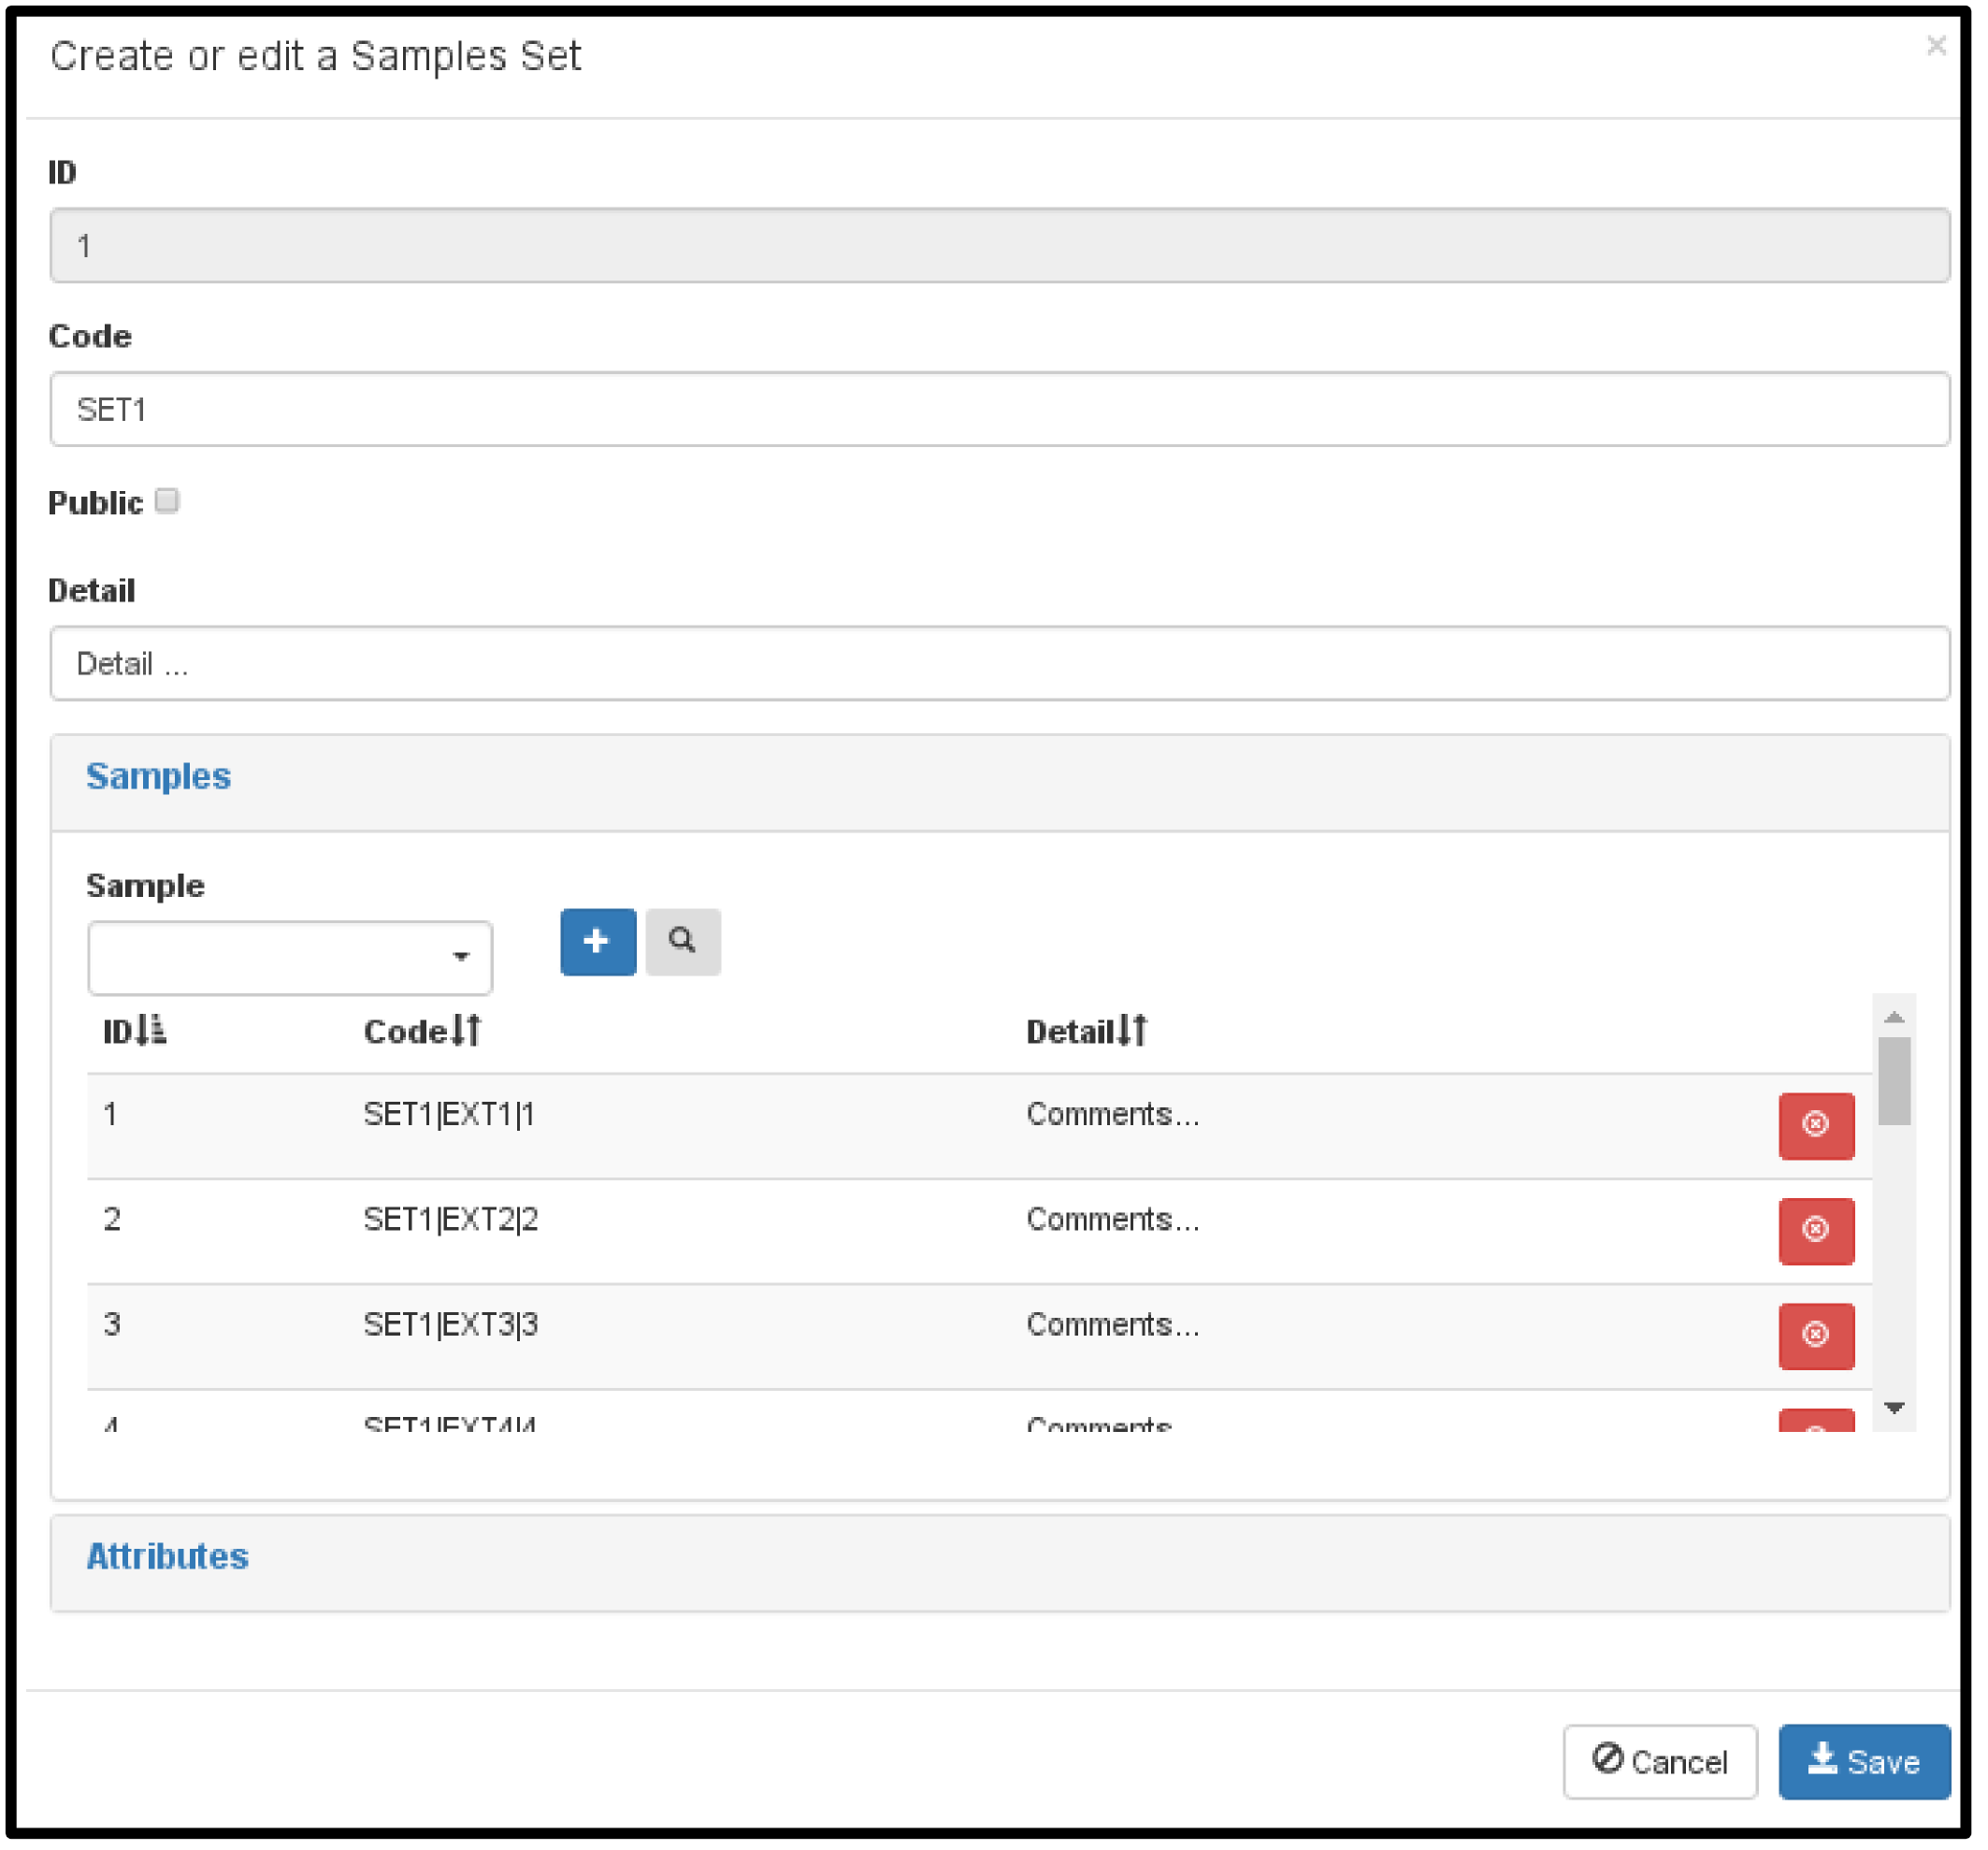 Create or edit a Samples Set ×
ID
1
Code
SET1
Public
Detail
Detail ...
Samples
Sample
ID Code Detail
1 SET1|EXT1|1 Comments...
2 SET1|EXT2|2 Comments...
3 SET1|EXT3|3 Comments...
4 SET1|EXT4|4 Comments
Attributes
Cancel Save